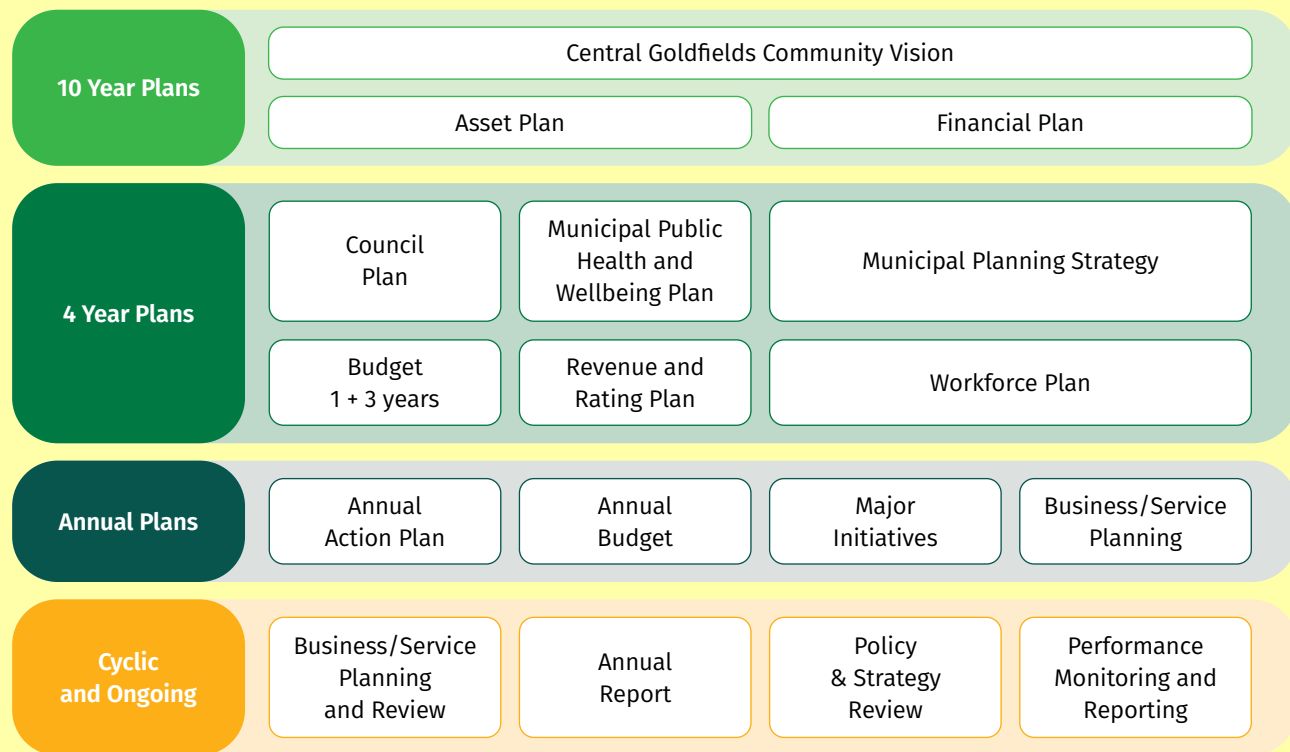 10 Year Plans
Central Goldfields Community Vision
Asset Plan
Financial Plan
4 Year Plans
Council
Plan
Municipal Public
Health and
Wellbeing Plan
Municipal Planning Strategy
Budget
1 + 3 years
Revenue and
Rating Plan
Workforce Plan
Annual Plans
Annual
Action Plan
Annual
Budget
Major
Initiatives
Business/Service
Planning
Cyclic
and Ongoing
Business/Service
Planning
and Review
Annual
Report
Policy
& Strategy
Review
Performance
Monitoring and
Reporting